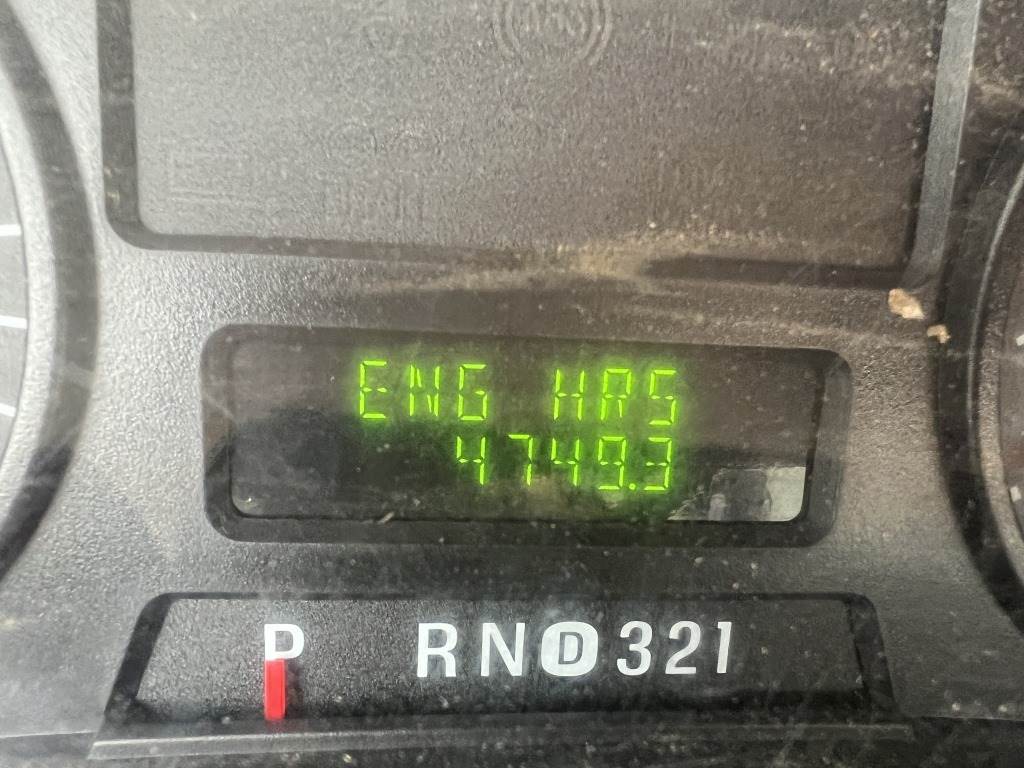 ENG HRS
4749.3
P RND321